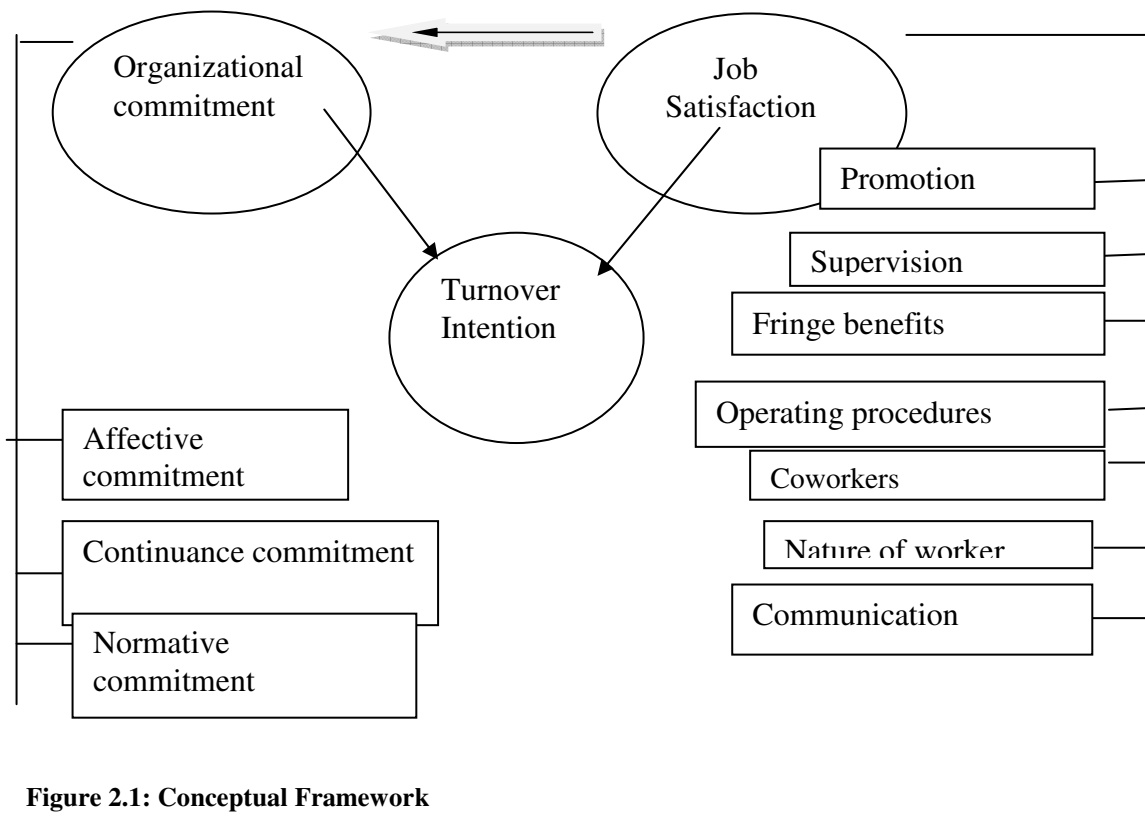 Organizational
commitment
Job
Satisfaction
Promotion
Supervision
Fringe benefits
Turnover
Intention
Operating procedures
Coworkers
Nature of worker
Communication
Affective
commitment
Continuance commitment
Normative
commitment
Figure 2.1: Conceptual Framework